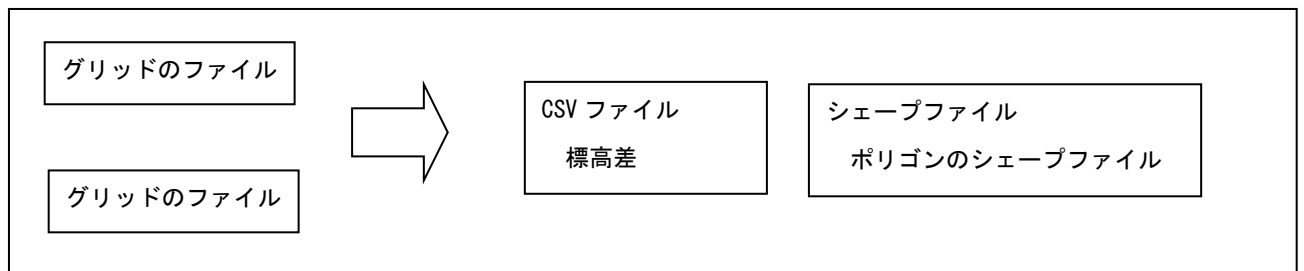 グリッドのファイル
グリッドのファイル
CSV ファイル
標高差
シェープファイル
ポリゴンのシェープファイル